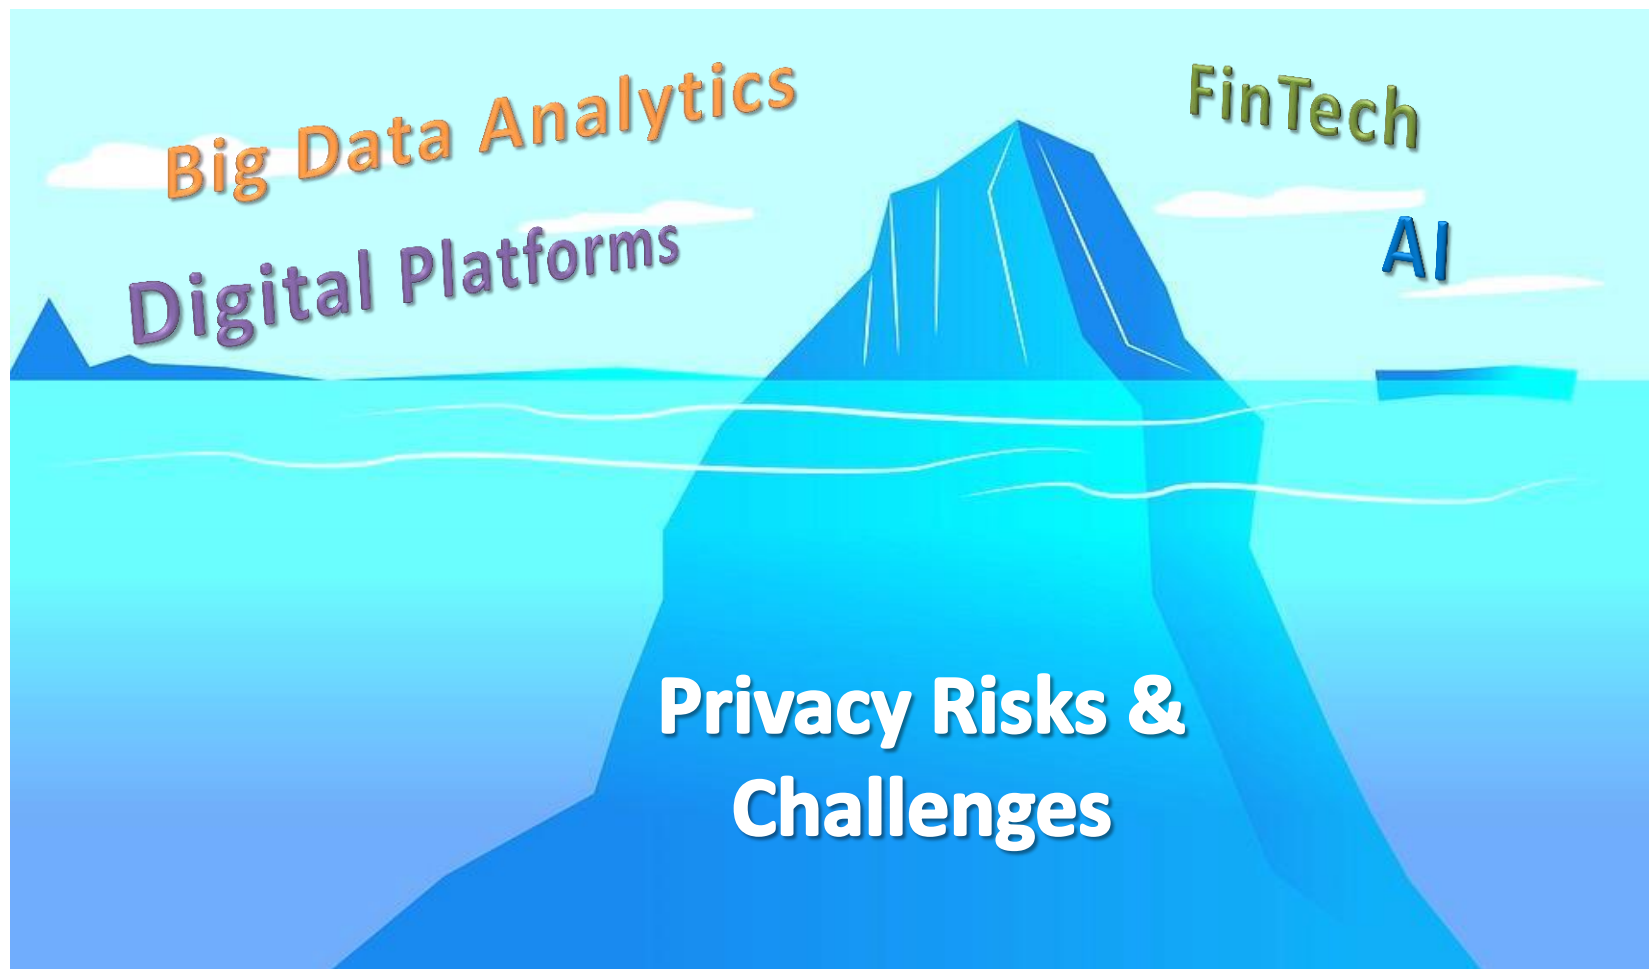 Big Data Analytics
FinTech
Digital Platforms
AI
Privacy Risks &
Challenges